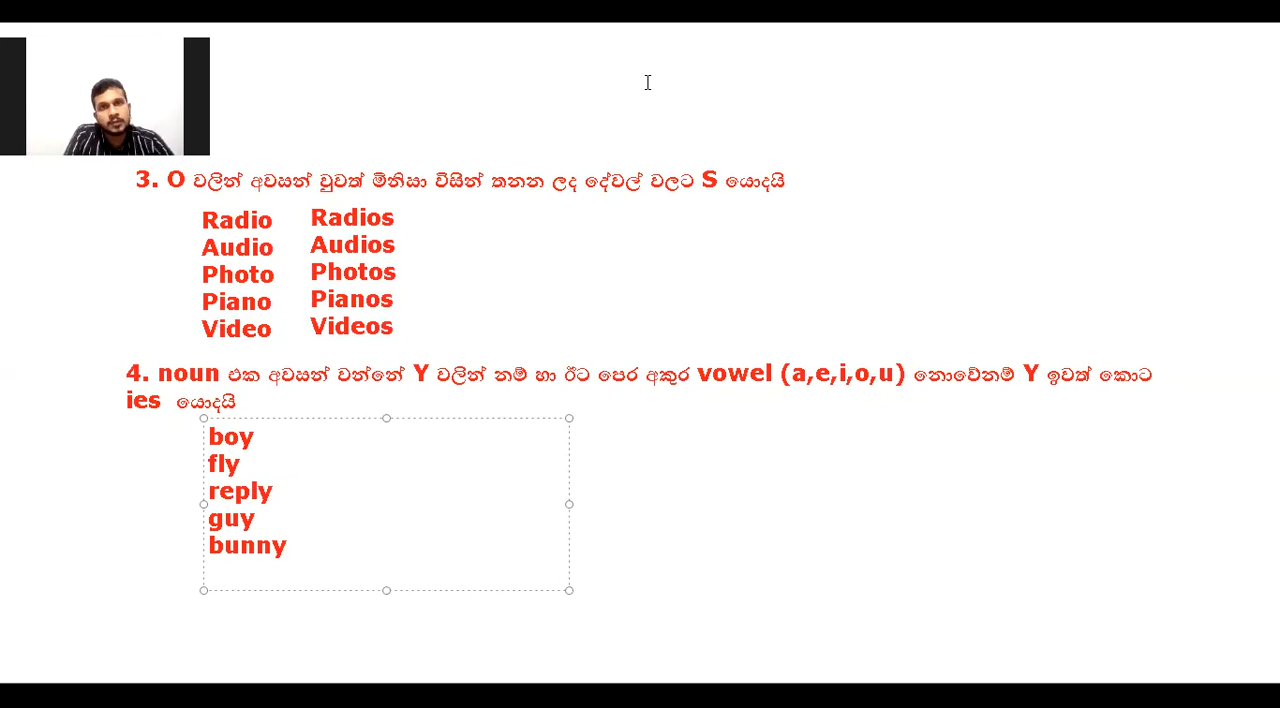 3. O වලින් අවසන් වුවත් මිනිසා විසින් තනන ලද දේවල් වලට S යොදයි
Radio Radios
Audio Audios
Photo Photos
Piano Pianos
Video Videos
4. noun එක අවසන් වන්නේ Y වලින් නම් හා ඊට පෙර අකුර vowel (a,e,i,o,u) නොවේනම් Y ඉවත් කොට
ies යොදයි
boy
fly
reply
guy
bunny